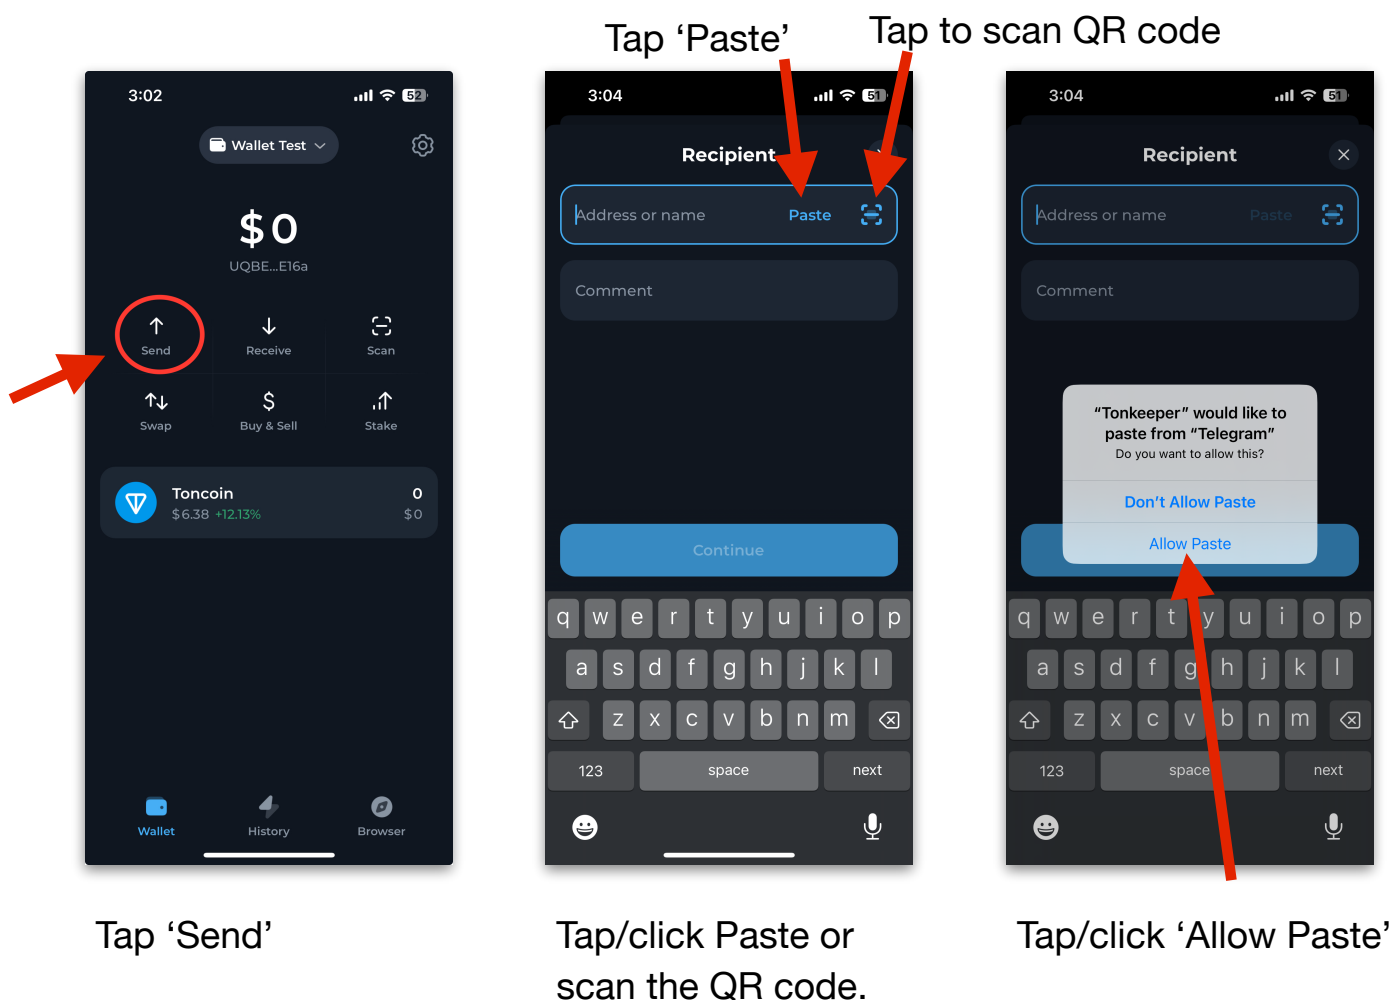 Tap ‘Paste’
Tap to scan QR code
3:02
52
Wallet Test
$0
UQBE...E16a
Send
Receive
Scan
Swap
Buy & Sell
Stake
Toncoin
0
$6.38 +12.13%
$0
Wallet
History
Browser
Tap ‘Send’
3:04
51
Recipient
Address or name
Paste
Comment
Continue
q w e r t y u i o p
a s d f g h j k l
z x c v b n m
123
space
next
Tap/click Paste or
scan the QR code.
3:04
51
Recipient
Address or name
Paste
Comment
“Tonkeeper” would like to
paste from “Telegram”
Do you want to allow this?
Don’t Allow Paste
Allow Paste
q w e r t y u i o p
a s d f g h j k l
z x c v b n m
123
space
next
Tap/click ‘Allow Paste’